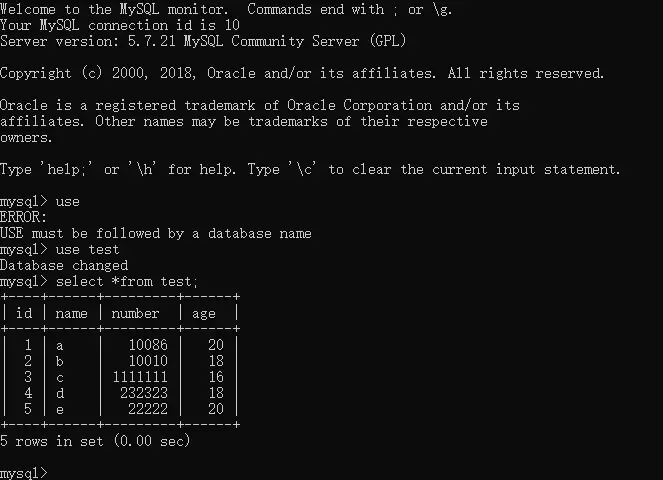 Welcome to the MySQL monitor.  Commands end with ; or \g.
Your MySQL connection id is 10
Server version: 5.7.21 MySQL Community Server (GPL)
Copyright (c) 2000, 2018, Oracle and/or its affiliates. All rights reserved.
Oracle is a registered trademark of Oracle Corporation and/or its
affiliates. Other names may be trademarks of their respective
owners.
Type 'help;' or '\h' for help. Type '\c' to clear the current input statement.
mysql> use
ERROR:
USE must be followed by a database name
mysql> use test
Database changed
mysql> select *from test;
+----+------+---------+------+
| id | name | number  | age  |
+----+------+---------+------+
|  1 | a    |   10086 |   20 |
|  2 | b    |   10010 |   18 |
|  3 | c    | 1111111 |   16 |
|  4 | d    |  232323 |   18 |
|  5 | e    |   22222 |   20 |
+----+------+---------+------+
5 rows in set (0.00 sec)
mysql>